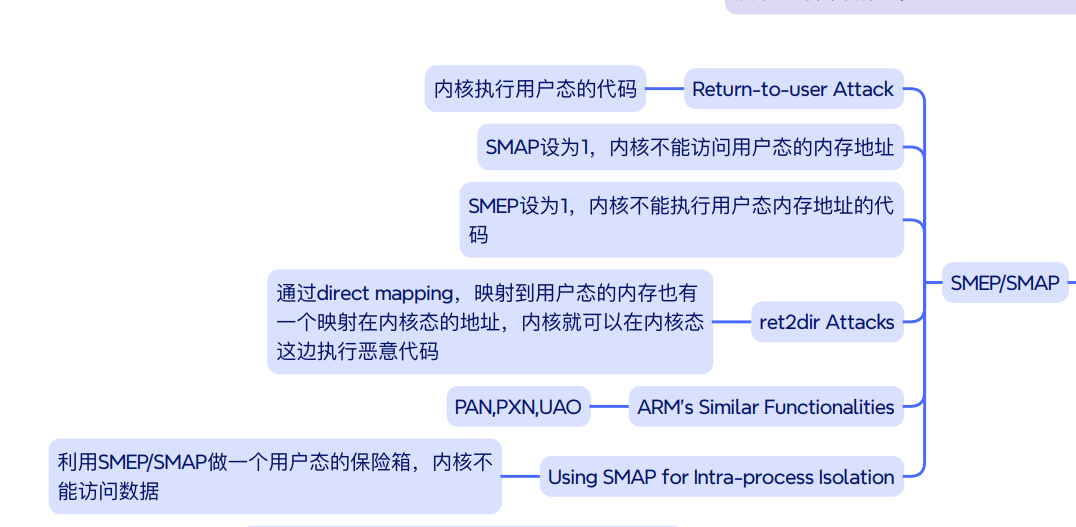 内核执行用户态的代码
Return-to-user Attack
SMAP设为1，内核不能访问用户态的内存地址
SMEP设为1，内核不能执行用户态内存地址的代
码
SMEP/SMAP
通过direct mapping，映射到用户态的内存也有
一个映射在内核态的地址，内核就可以在内核态
这边执行恶意代码
ret2dir Attacks
PAN,PXN,UAO
ARM's Similar Functionalities
利用SMEP/SMAP做一个用户态的保险箱，内核不
能访问数据
Using SMAP for Intra-process Isolation